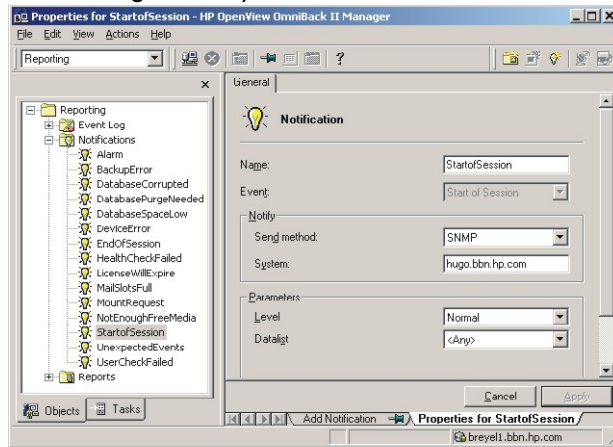 Properties for StartofSession - HP OpenView OmniBack II Manager
File Edit View Actions Help
Reporting
Reporting
Event Log
Notifications
Alarm
BackupError
DatabaseCorrupted
DatabasePurgeNeeded
DatabaseSpaceLow
DeviceError
EndOfSession
HealthCheckFailed
LicenseWillExpire
MailSlotsFull
MountRequest
NotEnoughFreeMedia
StartofSession
UnexpectedEvents
UserCheckFailed
Reports
Objects Tasks
General
Notification
Name: StartofSession
Event: Start of Session
Notify
Send method: SNMP
System: hugo.bbn.hp.com
Parameters
Level Normal
Datalist <Any>
Cancel Apply
Add Notification Properties for StartofSession
breyel1.bbn.hp.com